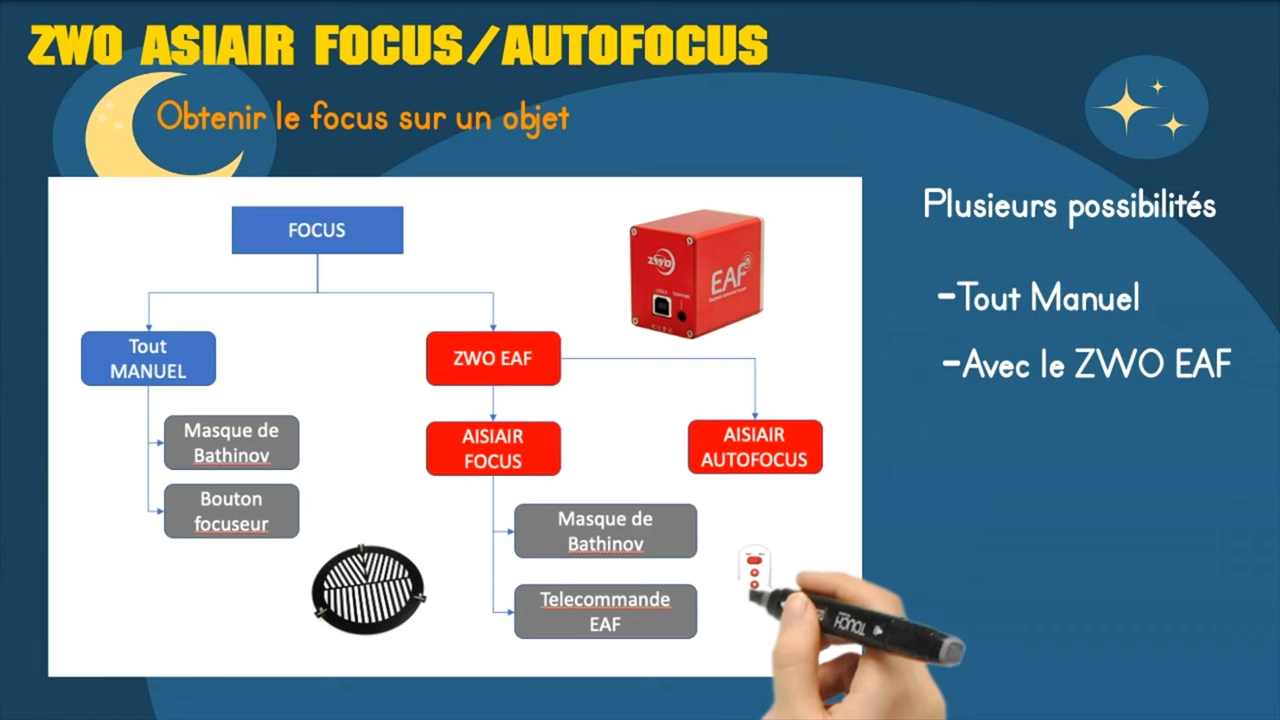 ZWO ASIAIR FOCUS/AUTOFOCUS
Obtenir le focus sur un objet
FOCUS
ZWO
EAF
Plusieurs possibilités
-Tout Manuel
-Avec le ZWO EAF
Tout
MANUEL
ZWO EAF
Masque de
Bathinov
AISIAIR
FOCUS
AISIAIR
AUTOFOCUS
Bouton
focuseur
Masque de
Bathinov
Telecommande
EAF
TOUCH